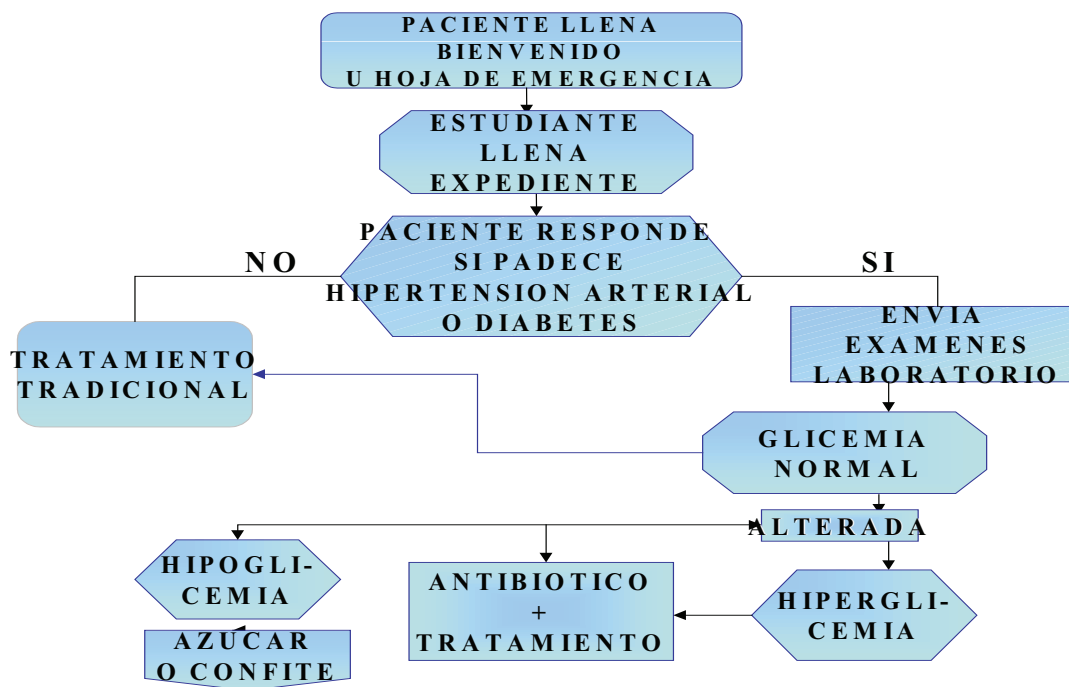 PACIENTE LLENA
BIENVENIDO
U HOJA DE EMERGENCIA
ESTUDIANTE
LLENA
EXPEDIENTE
PACIENTE RESPONDE
SI PADECE
HIPERTENSION ARTERIAL
O DIABETES
NO
SI
ENVIA
EXAMENES
LABORATORIO
TRATAMIENTO
TRADICIONAL
GLICEMIA
NORMAL
ALTERADA
HIPOGLI-
CEMIA
ANTIBIOTICO
+
TRATAMIENTO
HIPERGLI-
CEMIA
AZUCAR
O CONFITE